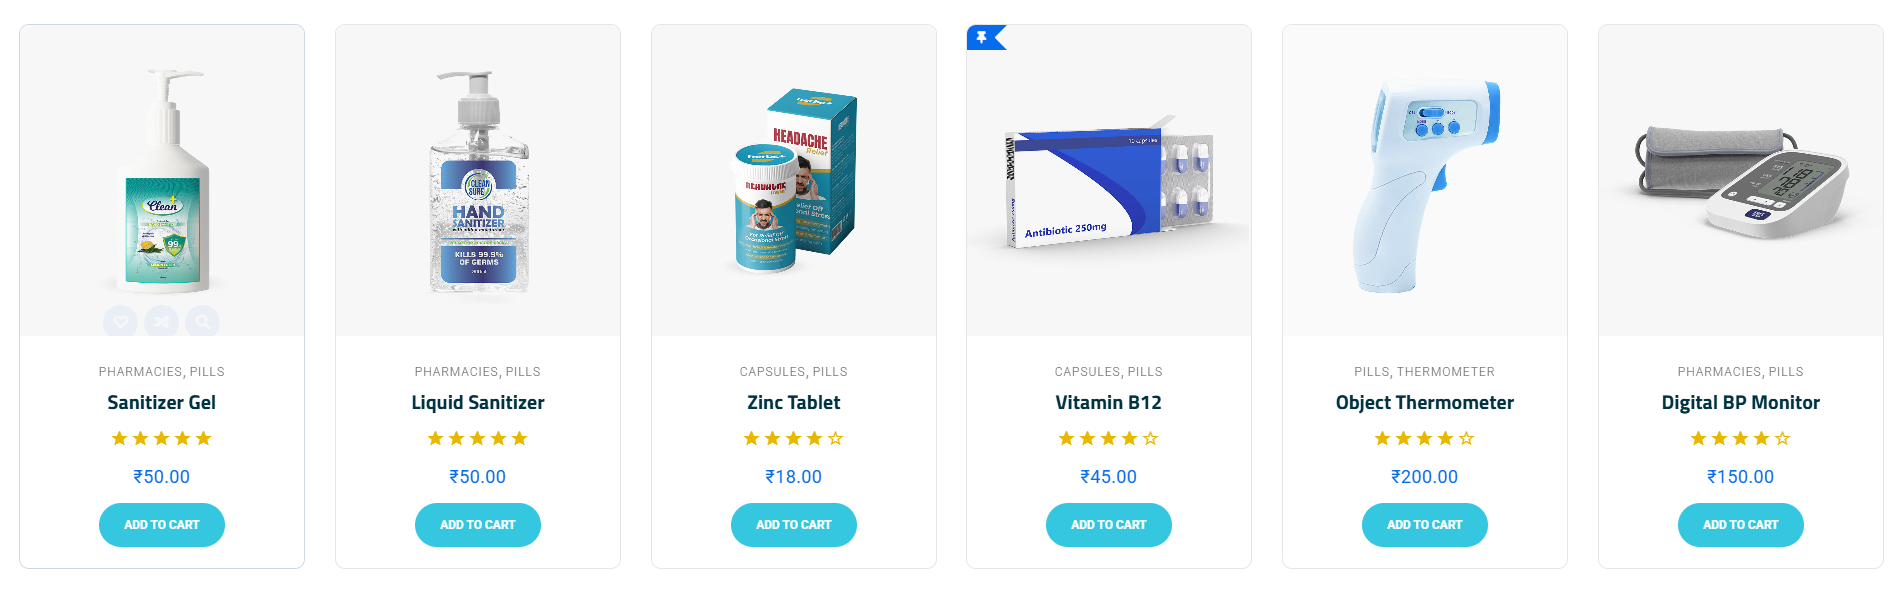 Clean
99
CLEAN
SURE
HAND
SANITIZER
KILLS 99.9%
OF GERMS
HEADACHE
Relief
HEADACHE
Antibiotic 250mg
PHARMACIES, PILLS
Sanitizer Gel
₹50.00
ADD TO CART
PHARMACIES, PILLS
Liquid Sanitizer
₹50.00
ADD TO CART
CAPSULES, PILLS
Zinc Tablet
₹18.00
ADD TO CART
CAPSULES, PILLS
Vitamin B12
₹45.00
ADD TO CART
PILLS, THERMOMETER
Object Thermometer
₹200.00
ADD TO CART
PHARMACIES, PILLS
Digital BP Monitor
₹150.00
ADD TO CART